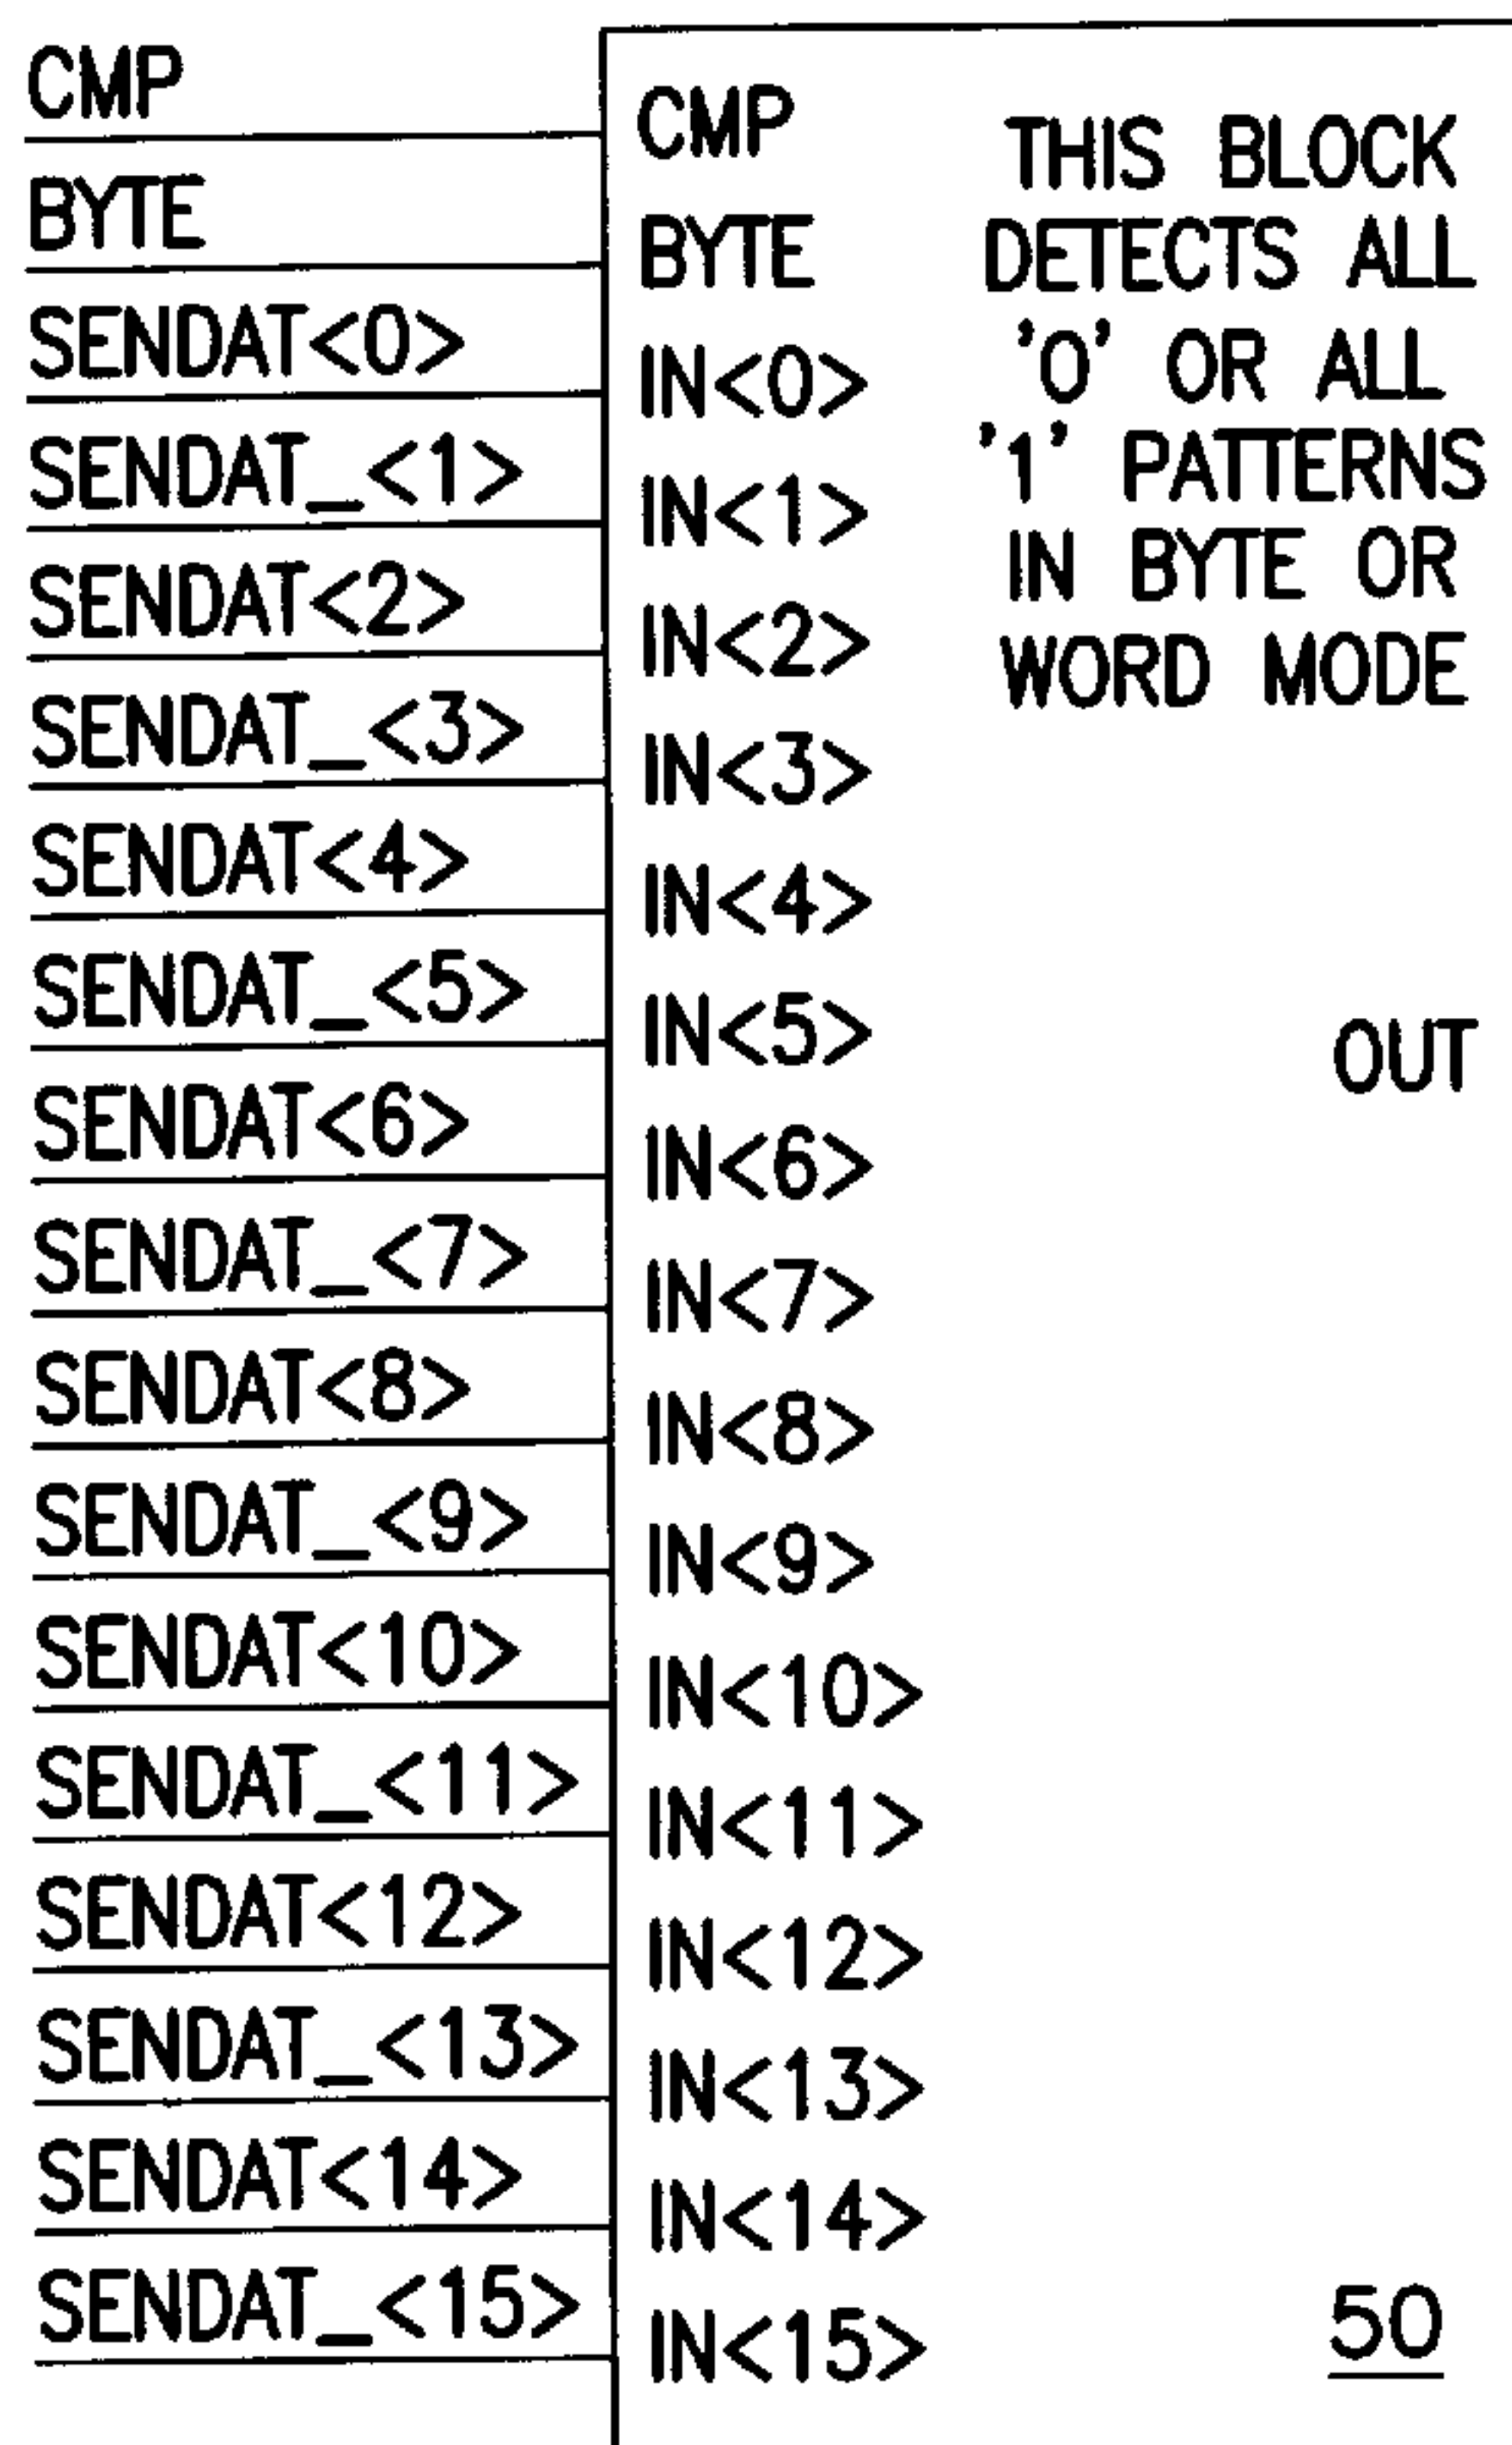 CMP
BYTE
SENDAT<0>
SENDAT_<1>
SENDAT<2>
SENDAT_<3>
SENDAT<4>
SENDAT_<5>
SENDAT<6>
SENDAT_<7>
SENDAT<8>
SENDAT_<9>
SENDAT<10>
SENDAT_<11>
SENDAT<12>
SENDAT_<13>
SENDAT<14>
SENDAT_<15>
CMP
BYTE
IN<0>
IN<1>
IN<2>
IN<3>
IN<4>
IN<5>
IN<6>
IN<7>
IN<8>
IN<9>
IN<10>
IN<11>
IN<12>
IN<13>
IN<14>
IN<15>
THIS BLOCK
DETECTS ALL
'0' OR ALL
'1' PATTERNS
IN BYTE OR
WORD MODE
OUT
50